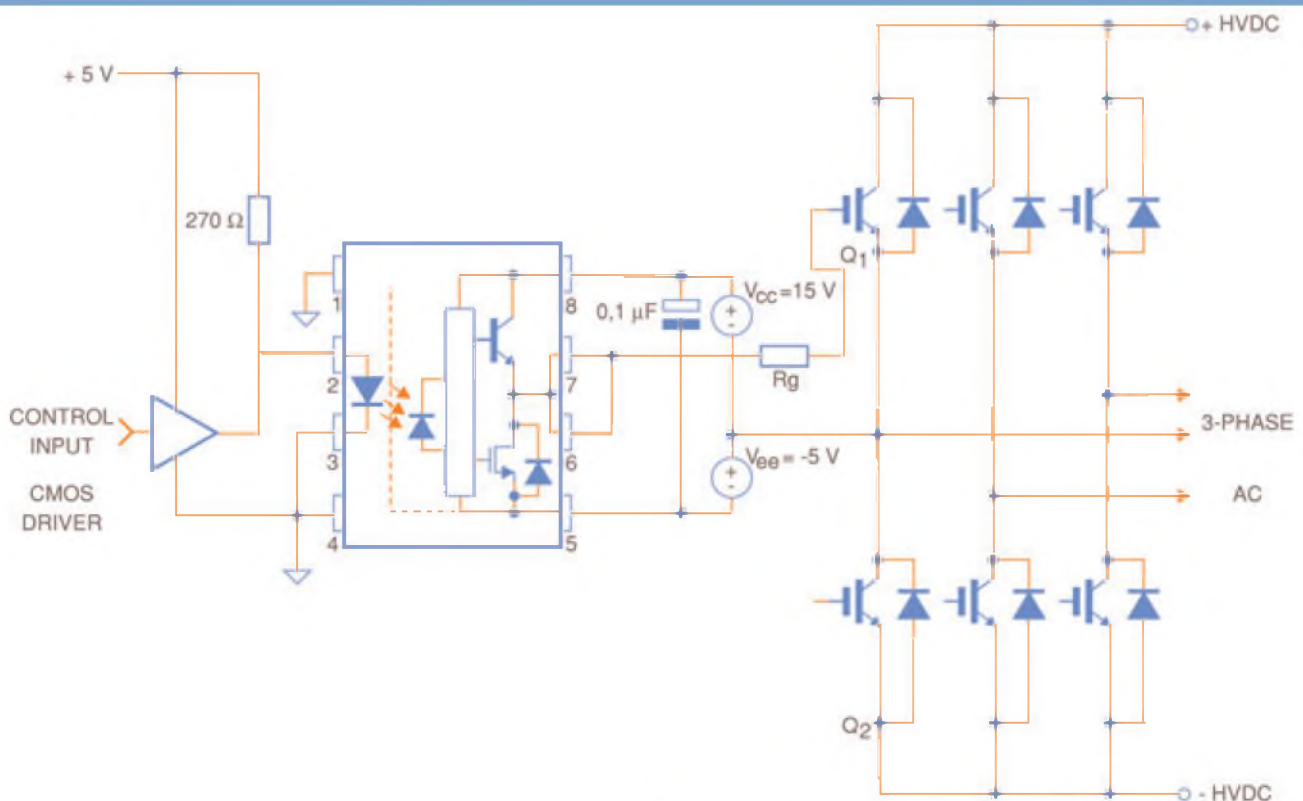 + HVDC
+ 5 V
270 Ω
Q1
1
8
0,1 µF
VCC=15 V
+
-
2
7
Rg
CONTROL
INPUT
3
6
3-PHASE
Vee= -5 V
+
-
CMOS
DRIVER
AC
4
5
Q2
- HVDC